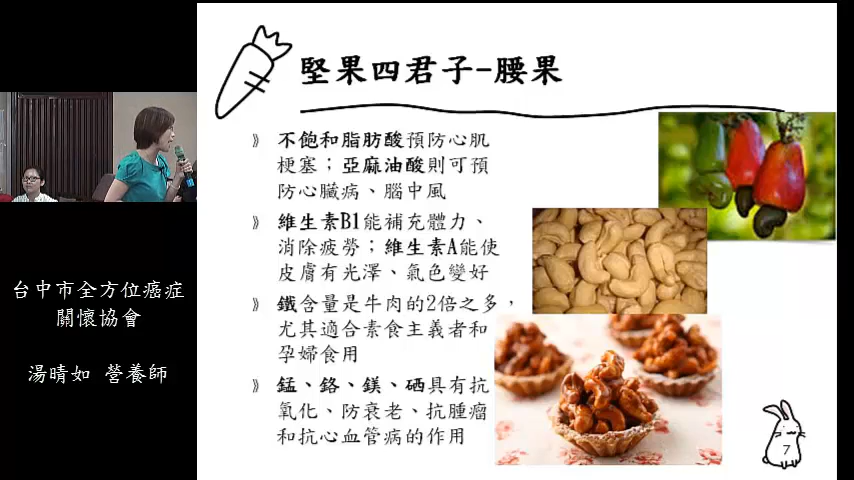 堅果四君子-腰果
》 不飽和脂肪酸預防心肌
梗塞；亞麻油酸則可預
防心臟病、腦中風
》 維生素B1能補充體力、
消除疲勞；維生素A能使
皮膚有光澤、氣色變好
》 鐵含量是牛肉的2倍之多，
尤其適合素食主義者和
孕婦食用
》 錳、鉻、鎂、硒具有抗
氧化、防衰老、抗腫瘤
和抗心血管病的作用
台中市全方位癌症
關懷協會
湯晴如 營養師
7